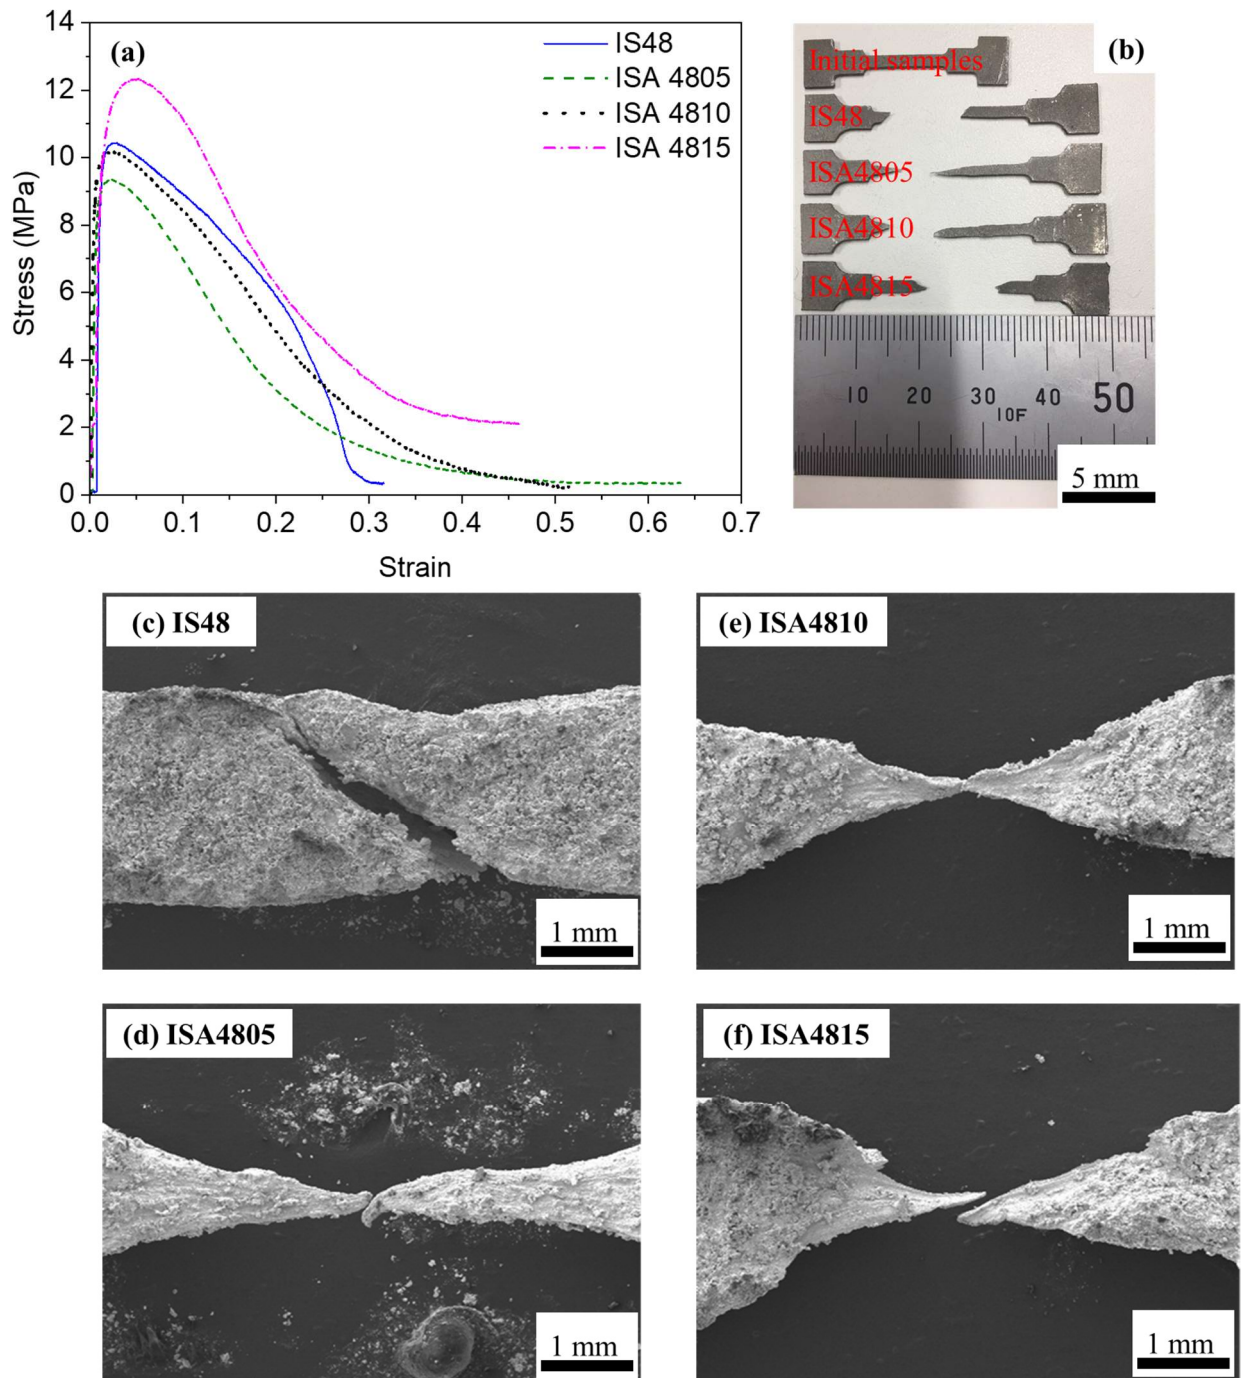 (a)
IS48
ISA 4805
ISA 4810
ISA 4815
14
12
10
8
6
4
2
0
Stress (MPa)
0.0 0.1 0.2 0.3 0.4 0.5 0.6 0.7
Strain
(b)
Initial samples
IS48
ISA4805
ISA4810
ISA4815
10 20 30 40 50
10F
5 mm
(c) IS48
1 mm
(e) ISA4810
1 mm
(d) ISA4805
1 mm
(f) ISA4815
1 mm